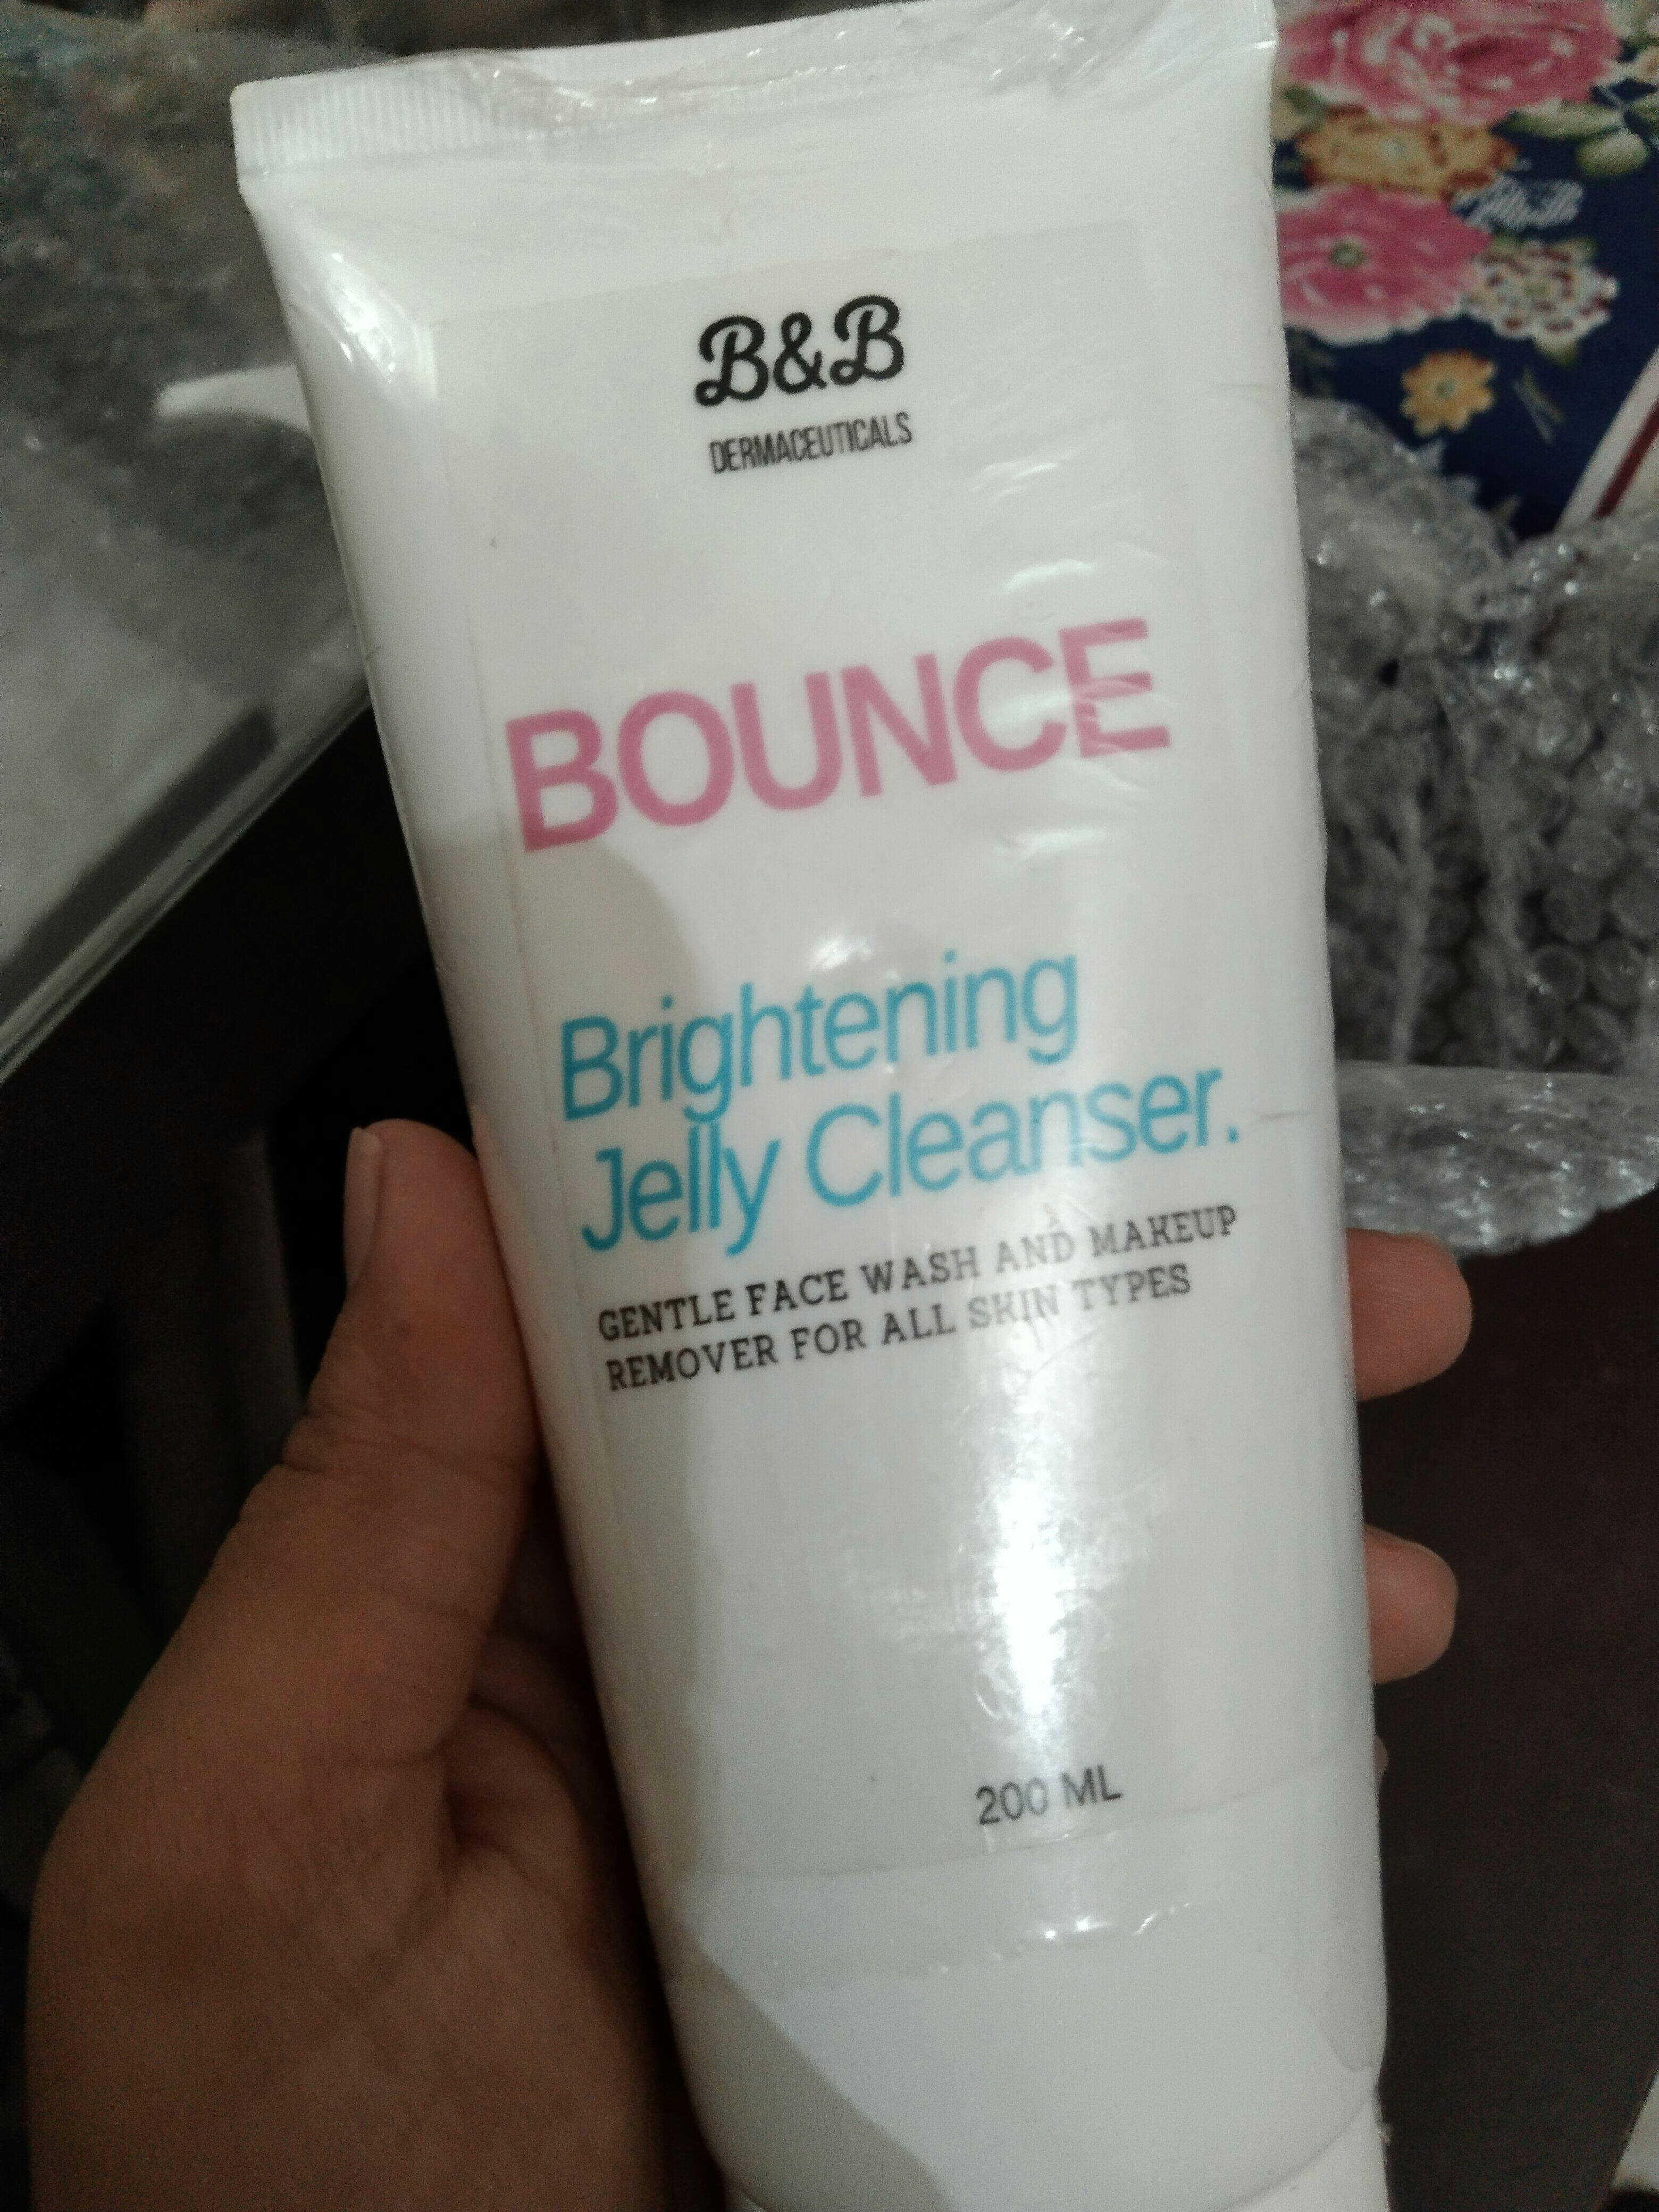 B&B
DERMACEUTICALS
BOUNCE
Brightening
Jelly Cleanser.
GENTLE FACE WASH AND MAKEUP
REMOVER FOR ALL SKIN TYPES
200 ML